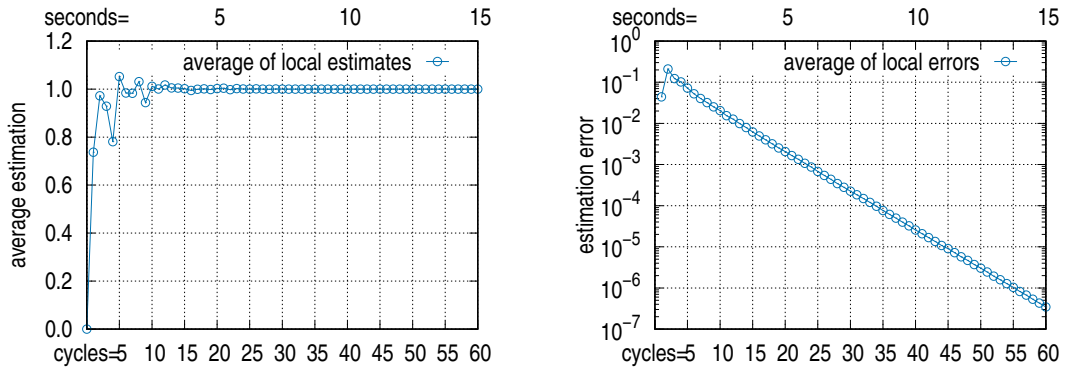 seconds= 5 10 15
1.2
1.0
0.8
0.6
0.4
0.2
0.0
average estimation
average of local estimates
cycles=5 10 15 20 25 30 35 40 45 50 55 60
seconds= 5 10 15
10^0
10^-1
10^-2
10^-3
10^-4
10^-5
10^-6
10^-7
estimation error
average of local errors
cycles=5 10 15 20 25 30 35 40 45 50 55 60